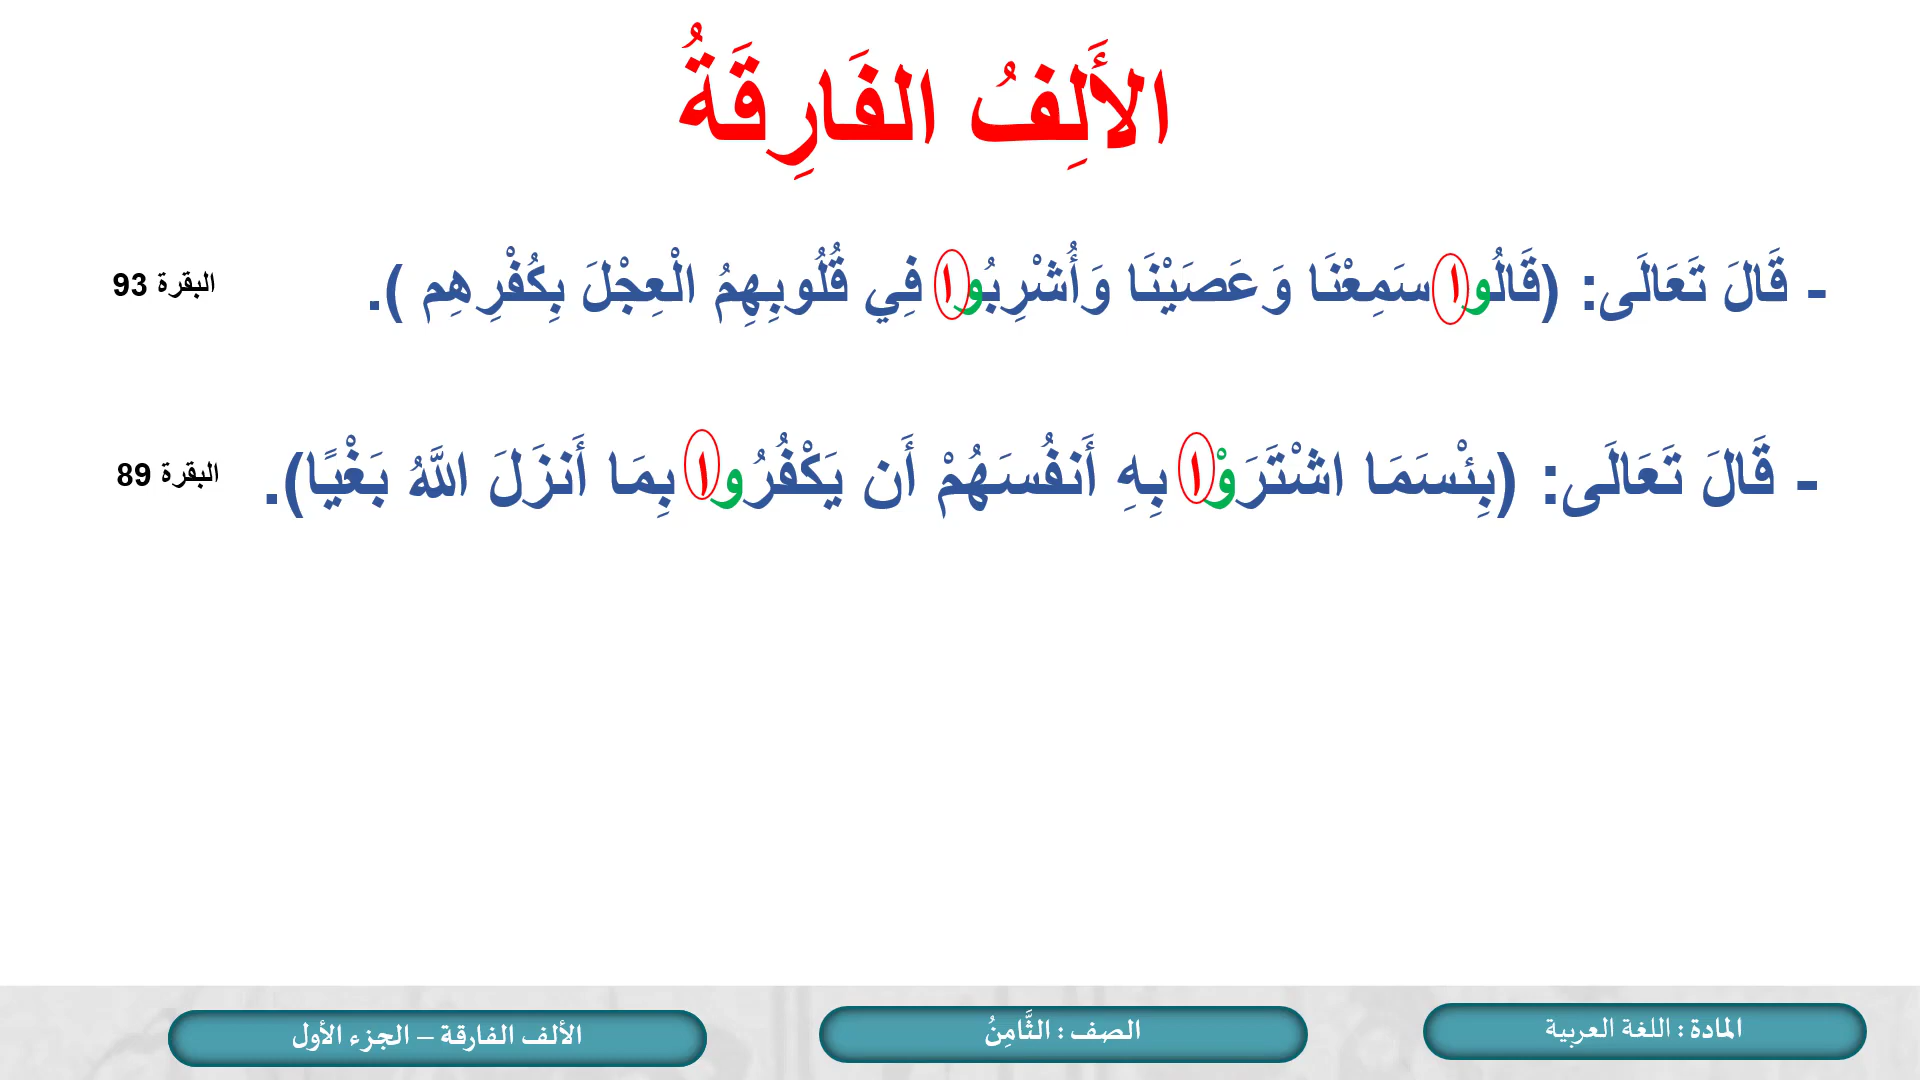 الأَلِفُ الفَارِقَةُ
- قَالَ تَعَالَى: (قَالُوا سَمِعْنَا وَعَصَيْنَا وَأُشْرِبُوا فِي قُلُوبِهِمُ الْعِجْلَ بِكُفْرِهِم ). البقرة 93
- قَالَ تَعَالَى: (بِئْسَمَا اشْتَرَوْا بِهِ أَنفُسَهُمْ أَن يَكْفُرُوا بِمَا أَنزَلَ اللَّهُ بَغْيًا). البقرة 89
المادة : اللغة العربية
الصف : الثَّامِنُ
الألف الفارقة – الجزء الأول